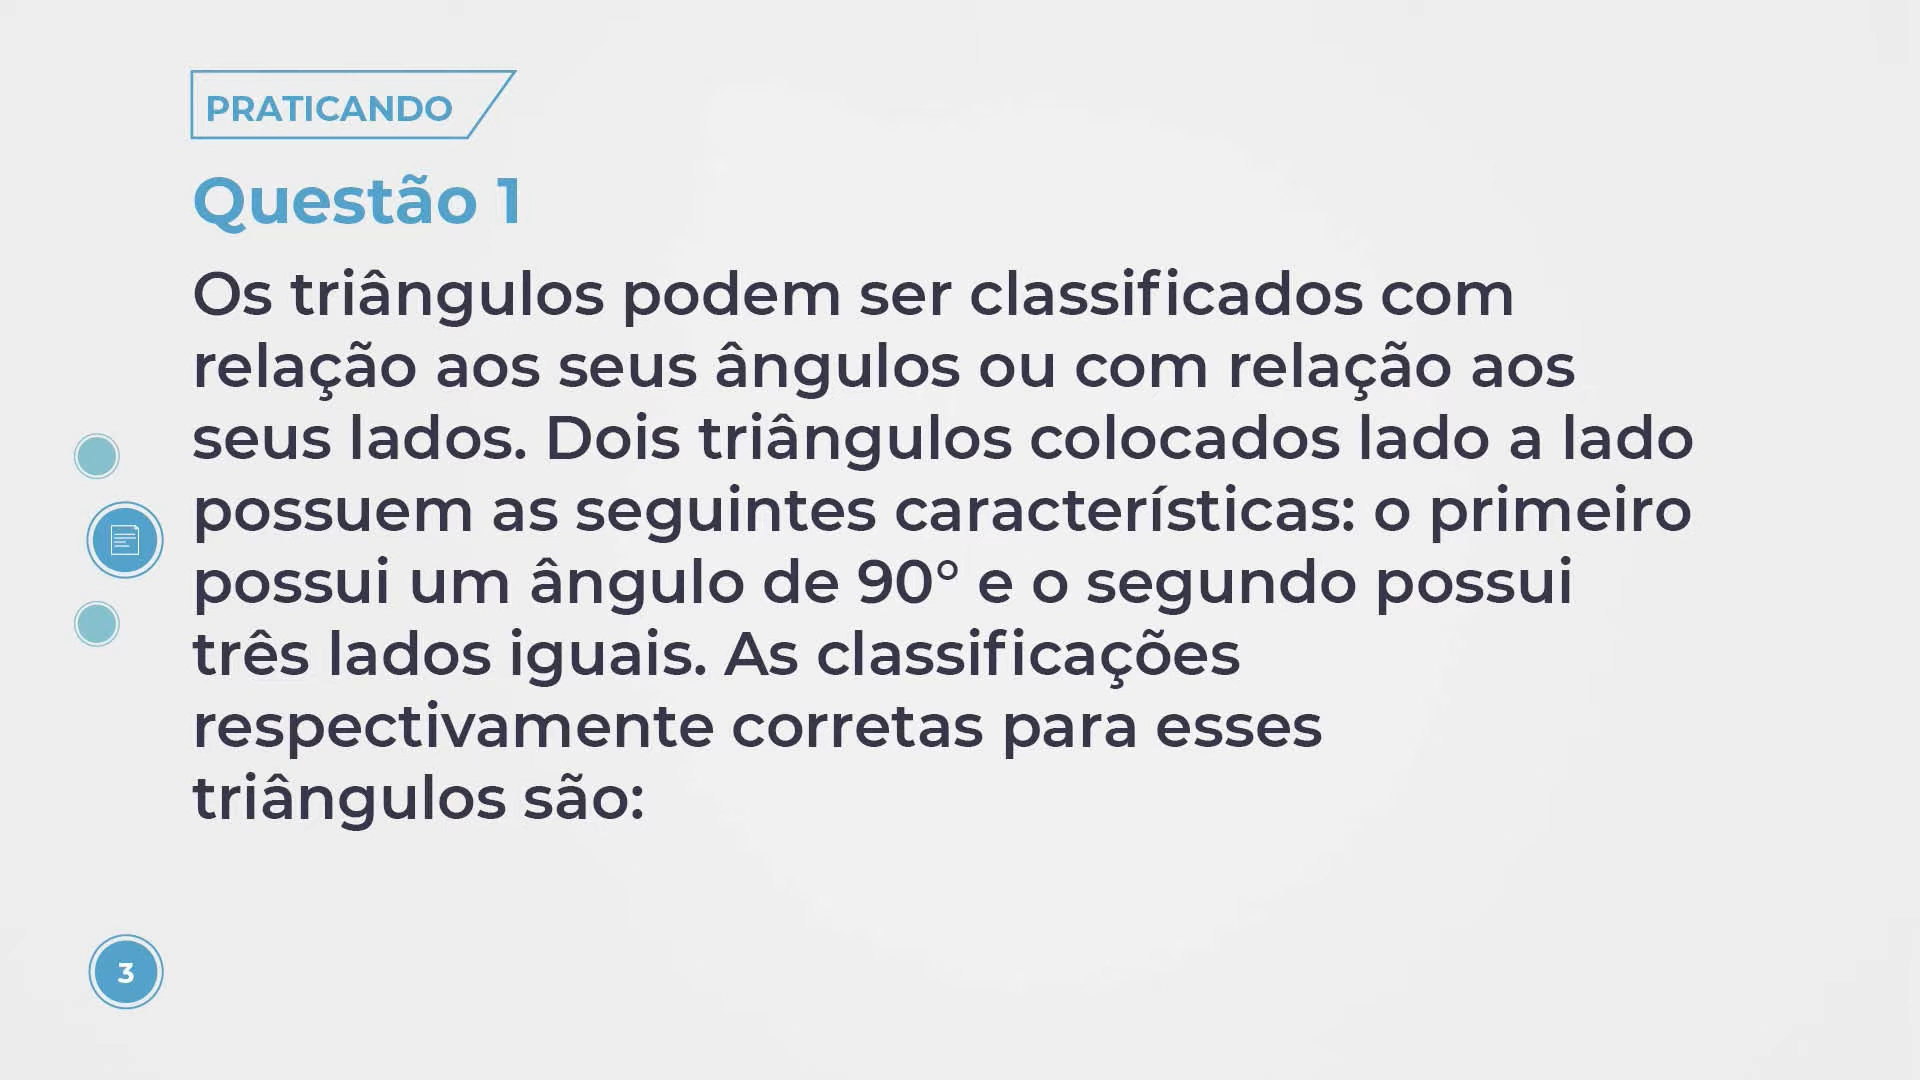 PRATICANDO
Questão 1
Os triângulos podem ser classificados com
relação aos seus ângulos ou com relação aos
seus lados. Dois triângulos colocados lado a lado
possuem as seguintes características: o primeiro
possui um ângulo de 90° e o segundo possui
três lados iguais. As classificações
respectivamente corretas para esses
triângulos são:
3